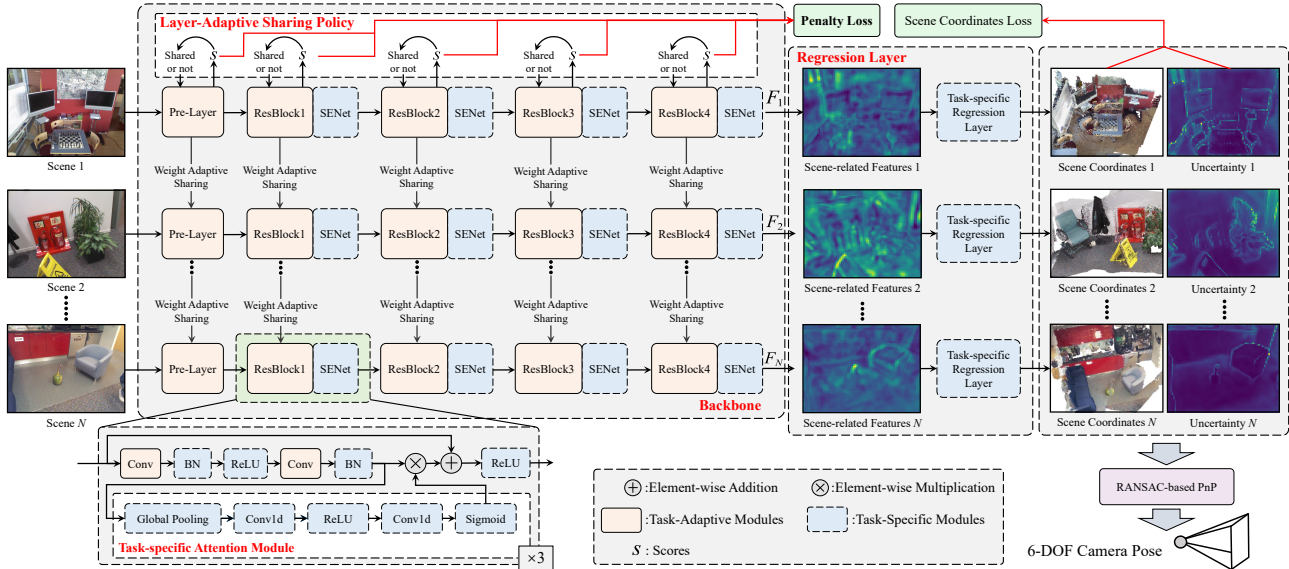 Layer-Adaptive Sharing Policy
Penalty Loss
Scene Coordinates Loss
Shared or not
S
Shared or not
S
Shared or not
S
Shared or not
S
Shared or not
S
Regression Layer
Pre-Layer
ResBlock1
SENet
ResBlock2
SENet
ResBlock3
SENet
ResBlock4
SENet
F1
Task-specific
Regression
Layer
Scene 1
Scene-related Features 1
Scene Coordinates 1
Uncertainty 1
Weight Adaptive
Sharing
Weight Adaptive
Sharing
Weight Adaptive
Sharing
Weight Adaptive
Sharing
Weight Adaptive
Sharing
Pre-Layer
ResBlock1
SENet
ResBlock2
SENet
ResBlock3
SENet
ResBlock4
SENet
F2
Task-specific
Regression
Layer
Scene 2
Scene-related Features 2
Scene Coordinates 2
Uncertainty 2
Weight Adaptive
Sharing
Weight Adaptive
Sharing
Weight Adaptive
Sharing
Weight Adaptive
Sharing
Weight Adaptive
Sharing
Pre-Layer
ResBlock1
SENet
ResBlock2
SENet
ResBlock3
SENet
ResBlock4
SENet
FN
Task-specific
Regression
Layer
Backbone
Scene N
Scene-related Features N
Scene Coordinates N
Uncertainty N
Conv
BN
ReLU
Conv
BN
ReLU
Global Pooling
Conv1d
ReLU
Conv1d
Sigmoid
Task-specific Attention Module
×3
:Element-wise Addition
:Element-wise Multiplication
:Task-Adaptive Modules
:Task-Specific Modules
S : Scores
RANSAC-based PnP
6-DOF Camera Pose